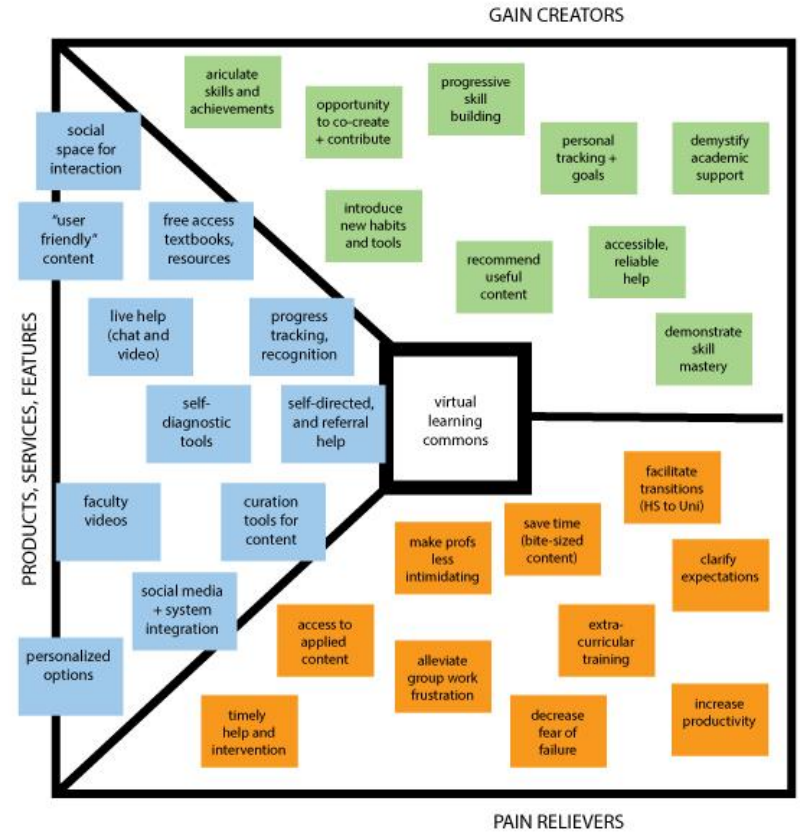 GAIN CREATORS
ariculate
skills and
achievements
opportunity
to co-create
+ contribute
progressive
skill
building
personal
tracking +
goals
demystify
academic
support
introduce
new habits
and tools
recommend
useful
content
accessible,
reliable
help
demonstrate
skill
mastery
PRODUCTS, SERVICES, FEATURES
social
space for
interaction
"user
friendly"
content
free access
textbooks,
resources
live help
(chat and
video)
progress
tracking,
recognition
self-
diagnostic
tools
self-directed,
and referral
help
faculty
videos
curation
tools for
content
social media
+ system
integration
personalized
options
virtual
learning
commons
facilitate
transitions
(HS to Uni)
save time
(bite-sized
content)
make profs
less
intimidating
clarify
expectations
access to
applied
content
extra-
curricular
training
alleviate
group work
frustration
timely
help and
intervention
decrease
fear of
failure
increase
productivity
PAIN RELIEVERS